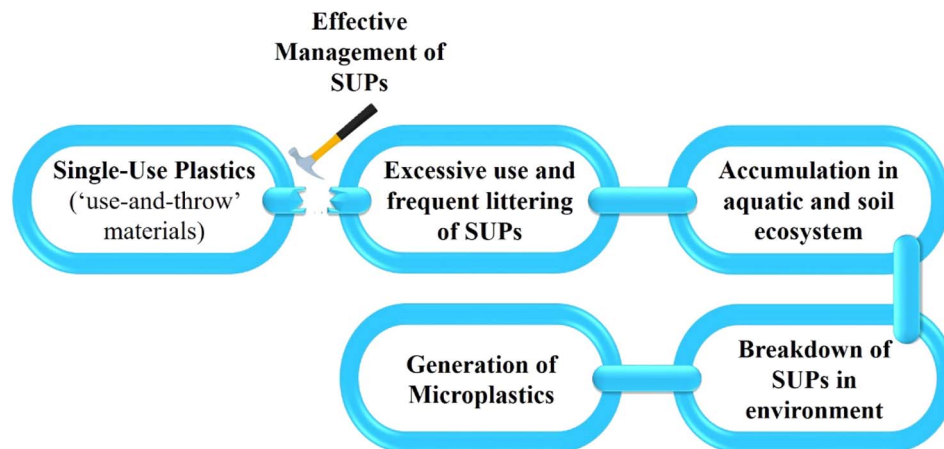 Effective
Management of
SUPs
Single-Use Plastics
(‘use-and-throw’
materials)
Excessive use and
frequent littering
of SUPs
Accumulation in
aquatic and soil
ecosystem
Breakdown of
SUPs in
environment
Generation of
Microplastics